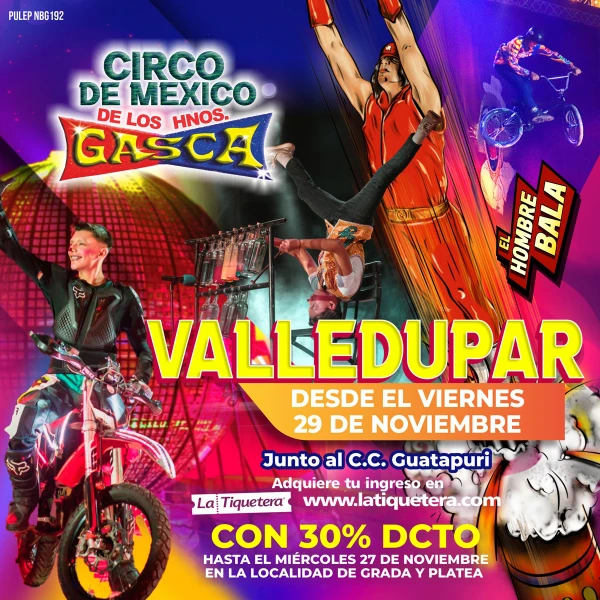 PULEP NBG192
CIRCO
DE MEXICO
DE LOS HNOS.
GASCA
EL
HOMBRE
BALA
VALLEDUPAR
DESDE EL VIERNES
29 DE NOVIEMBRE
Junto al C.C. Guatapuri
Adquiere tu ingreso en
La Tiquetera www.latiquetera.com
CON 30% DCTO
HASTA EL MIÉRCOLES 27 DE NOVIEMBRE
EN LA LOCALIDAD DE GRADA Y PLATEA